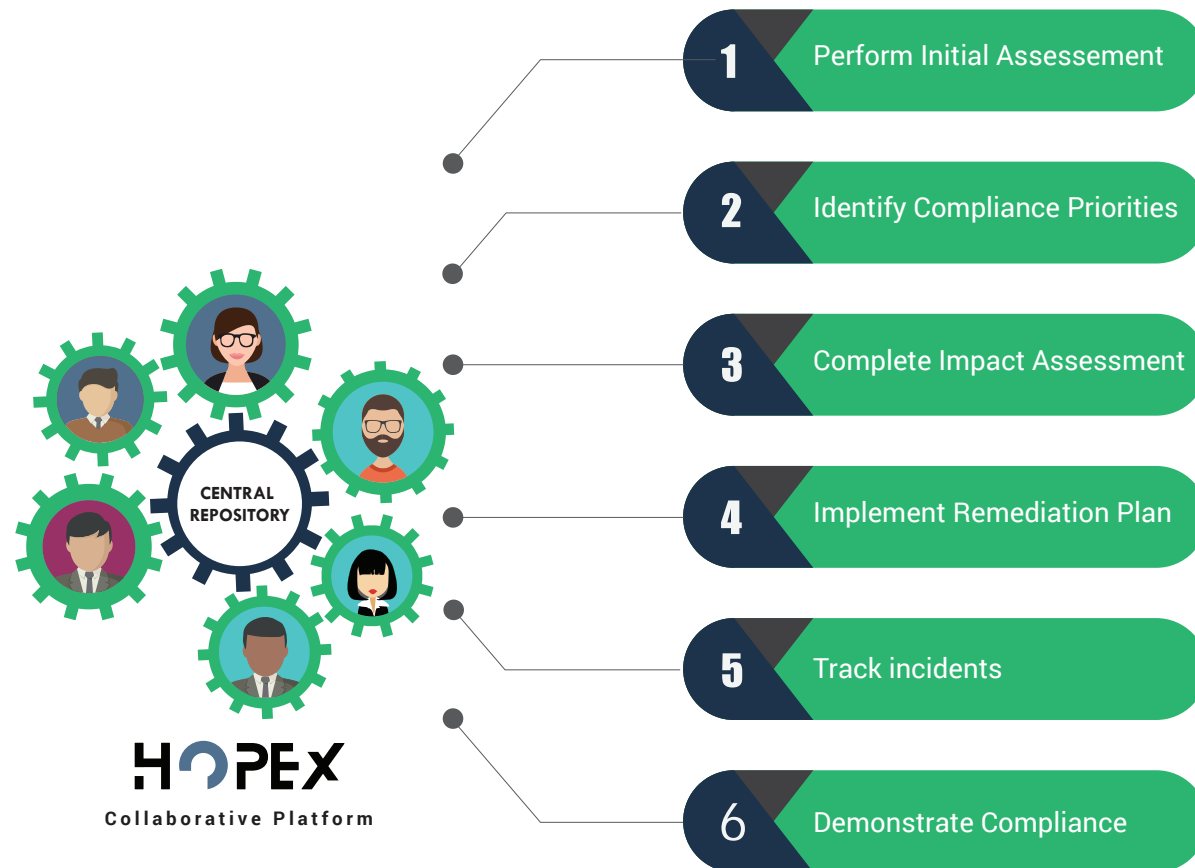 1
Perform Initial Assessement
2
Identify Compliance Priorities
3
Complete Impact Assessment
4
Implement Remediation Plan
5
Track incidents
6
Demonstrate Compliance
CENTRAL
REPOSITORY
HOPEX
Collaborative Platform